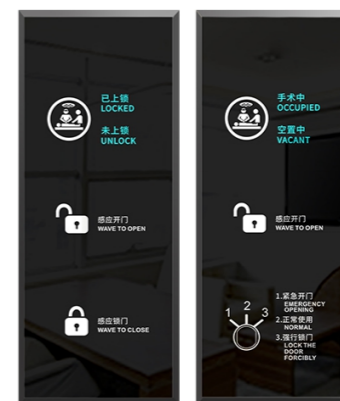 已上锁
LOCKED
未上锁
UNLOCK
感应开门
WAVE TO OPEN
感应锁门
WAVE TO CLOSE
手术中
OCCUPIED
空置中
VACANT
感应开门
WAVE TO OPEN
1 2 3
1.紧急开门
EMERGENCY
OPENING
2.正常使用
NORMAL
3.强行锁门
LOCK THE
DOOR
FORCIBLY